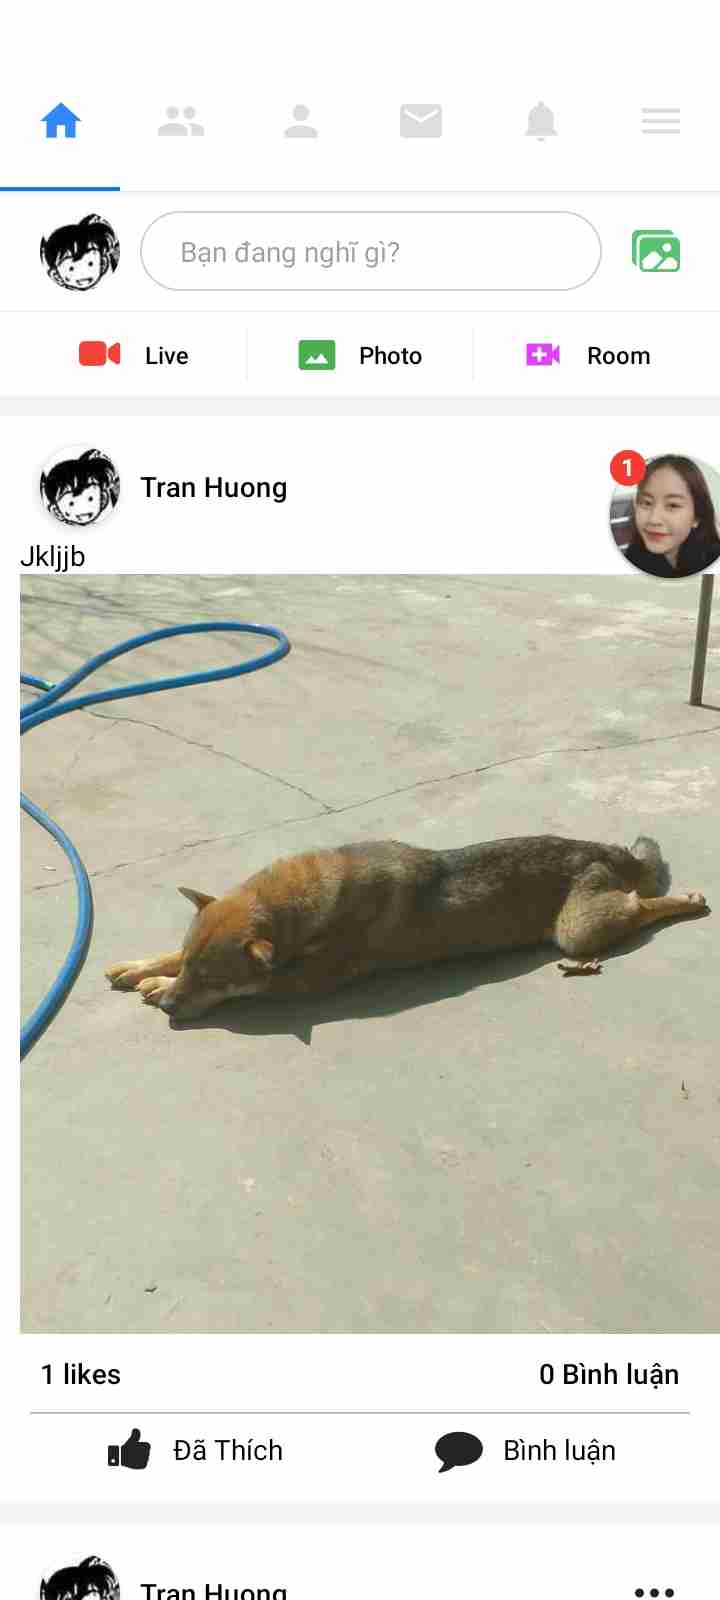 Bạn đang nghĩ gì?
Live
Photo
Room
Tran Huong
1
Jkljjb
1 likes
0 Bình luận
Đã Thích
Bình luận
Tran Huong